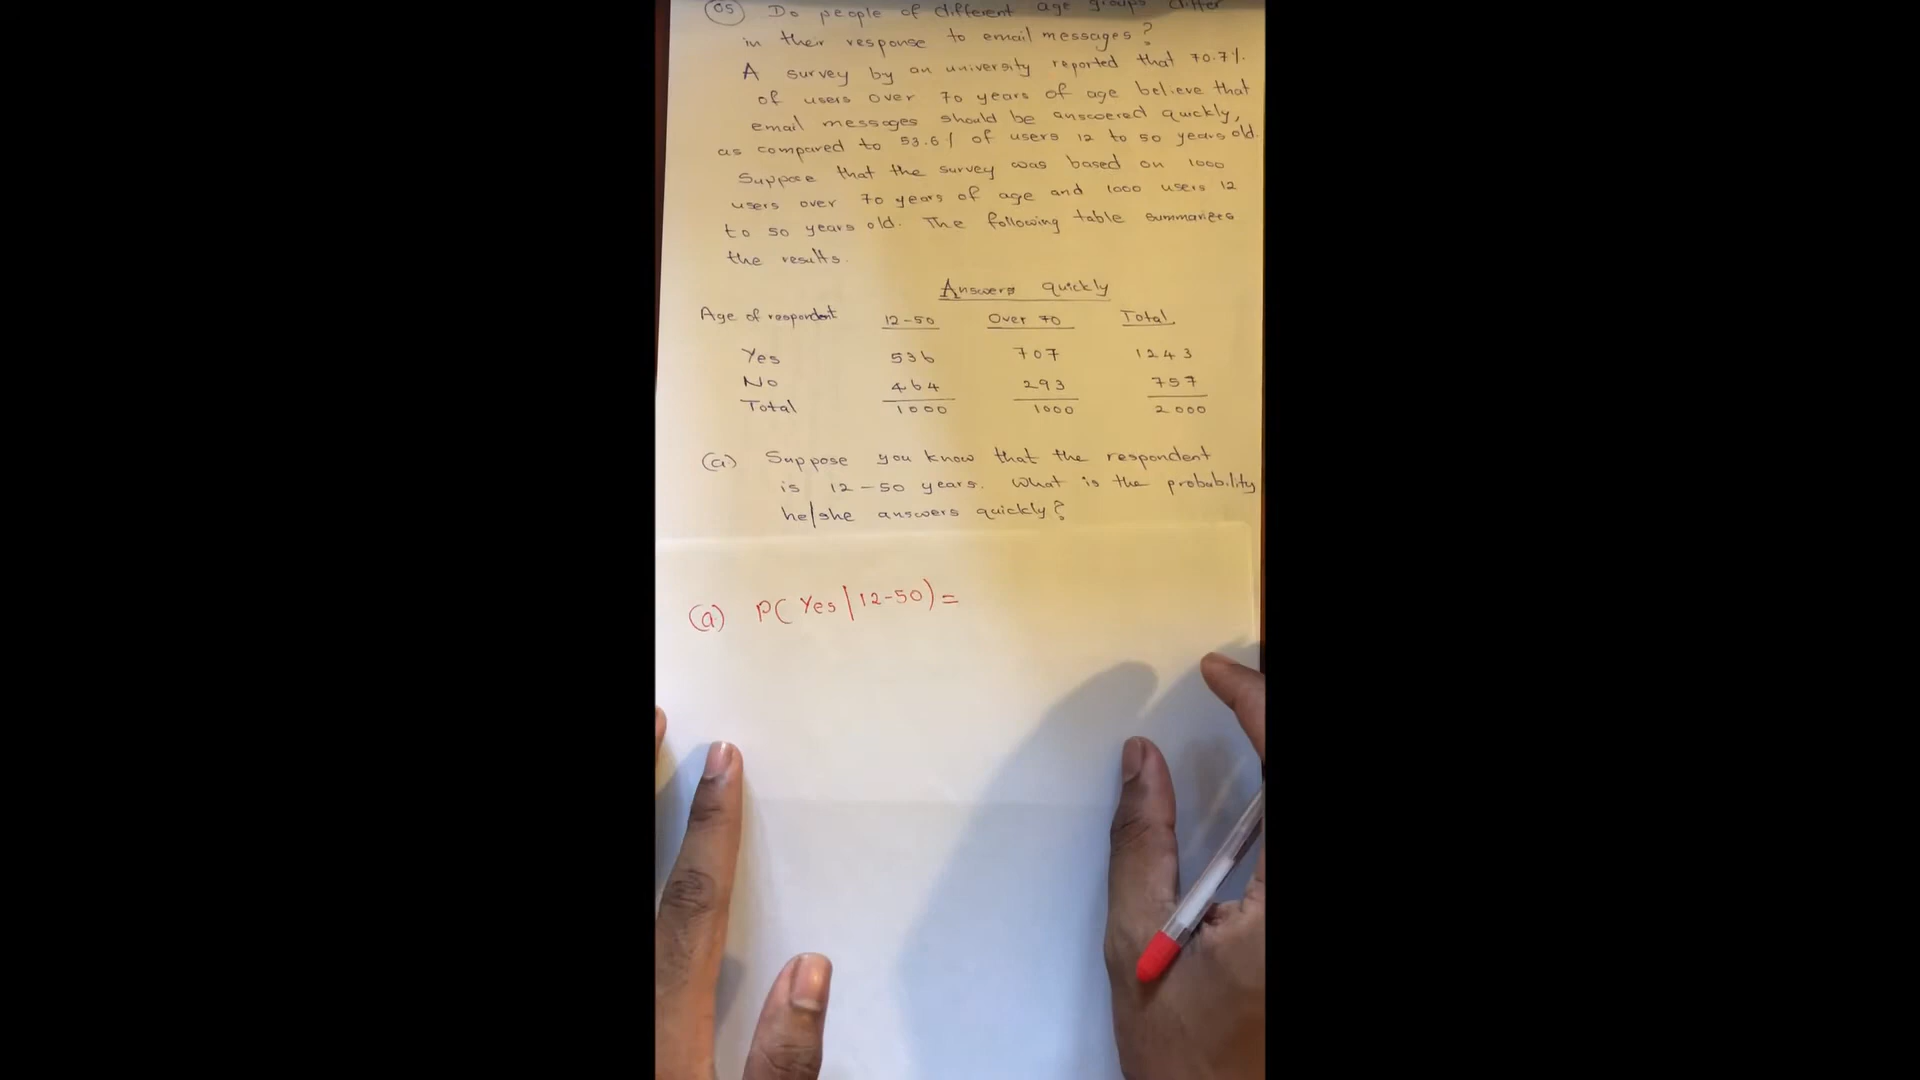 05 Do people of different age groups differ
in their response to email messages?
A survey by an university reported that 70.7%
of users over 70 years of age believe that
email messages should be answered quickly,
as compared to 53.6% of users 12 to 50 years old.
Suppose that the survey was based on 1000
users over 70 years of age and 1000 users 12
to 50 years old. The following table summarizes
the results.
Answers quickly
Age of respondent 12-50 Over 70 Total
Yes 536 707 1243
No 464 293 757
Total 1000 1000 2000
(a) Suppose you know that the respondent
is 12-50 years. What is the probability
he/she answers quickly?
(a) P(Yes|12-50)=